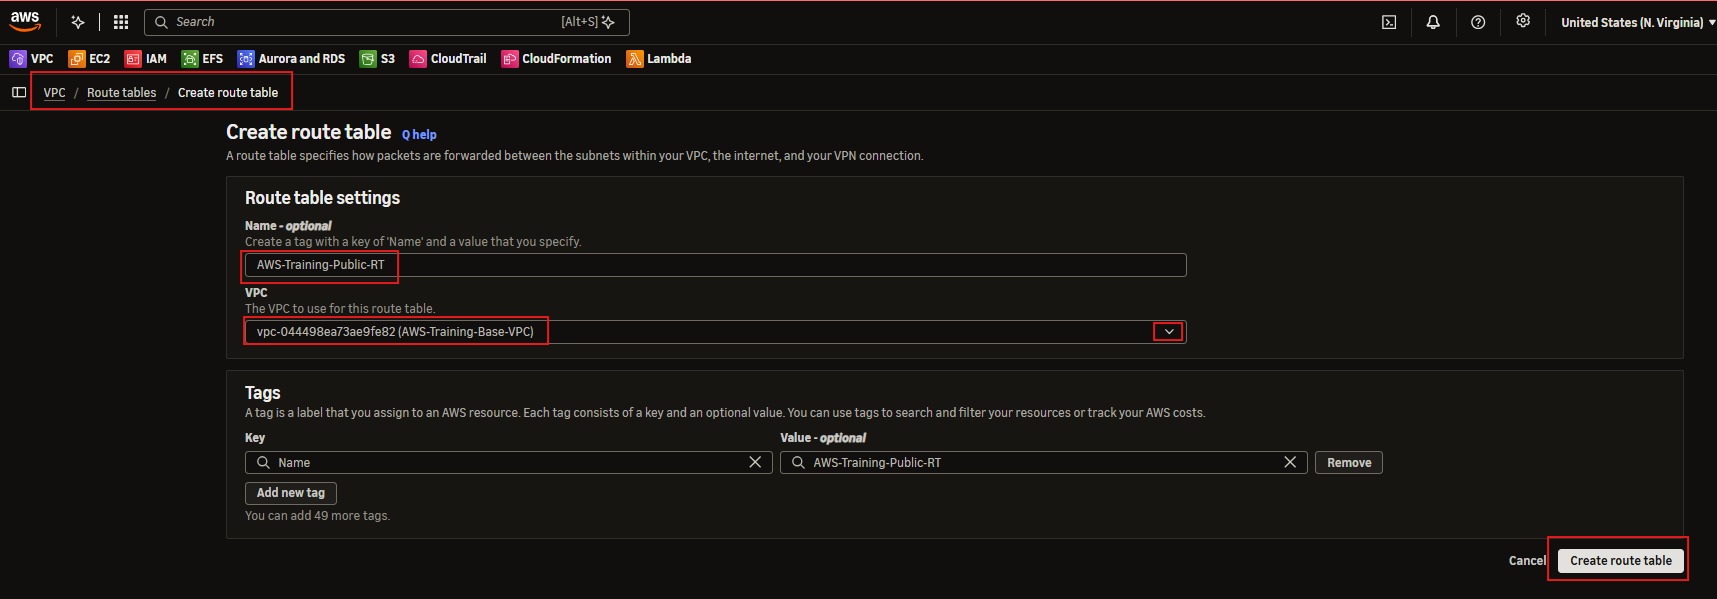 aws Search [Alt+S] United States (N. Virginia)
VPC EC2 IAM EFS Aurora and RDS S3 CloudTrail CloudFormation Lambda
VPC / Route tables / Create route table
Create route table Q help
A route table specifies how packets are forwarded between the subnets within your VPC, the internet, and your VPN connection.
Route table settings
Name - optional
Create a tag with a key of 'Name' and a value that you specify.
AWS-Training-Public-RT
VPC
The VPC to use for this route table.
vpc-044498ea73ae9fe82 (AWS-Training-Base-VPC)
Tags
A tag is a label that you assign to an AWS resource. Each tag consists of a key and an optional value. You can use tags to search and filter your resources or track your AWS costs.
Key Value - optional
Name AWS-Training-Public-RT Remove
Add new tag
You can add 49 more tags.
Cancel Create route table